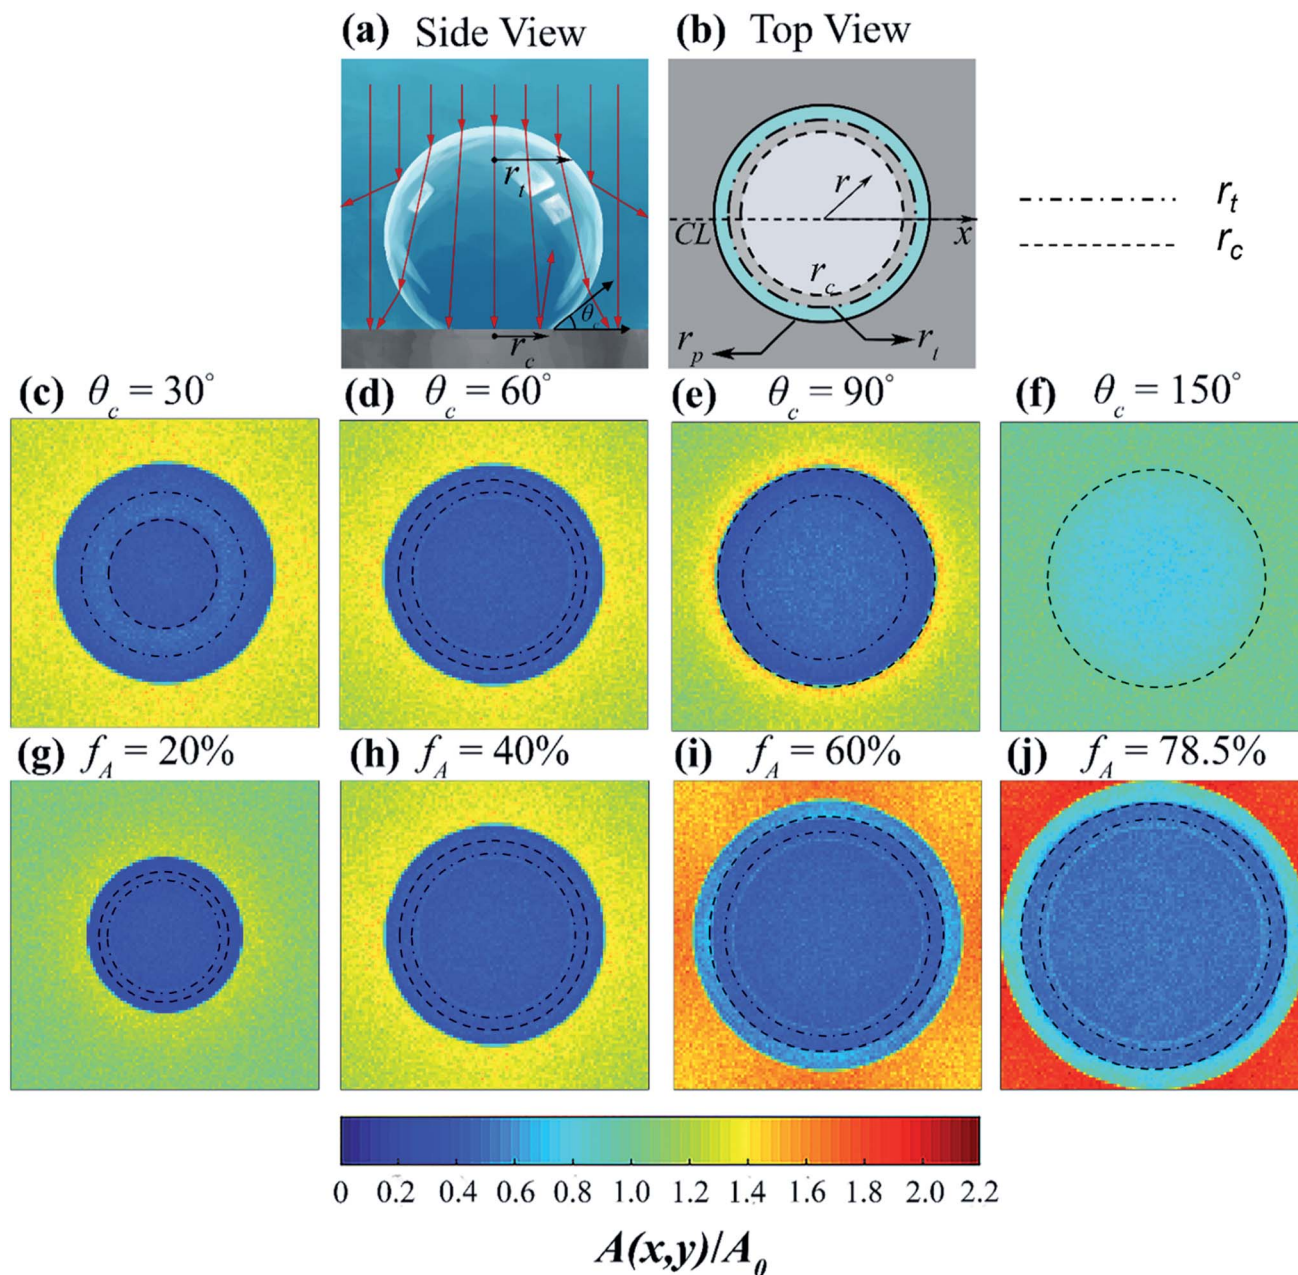 (a) Side View
(b) Top View
r_t
r_c
θ_c
r
CL
x
r_c
r_p
r_t
r_t
r_c
(c) θ_c = 30°
(d) θ_c = 60°
(e) θ_c = 90°
(f) θ_c = 150°
(g) f_A = 20%
(h) f_A = 40%
(i) f_A = 60%
(j) f_A = 78.5%
0 0.2 0.4 0.6 0.8 1.0 1.2 1.4 1.6 1.8 2.0 2.2
A(x,y)/A_0